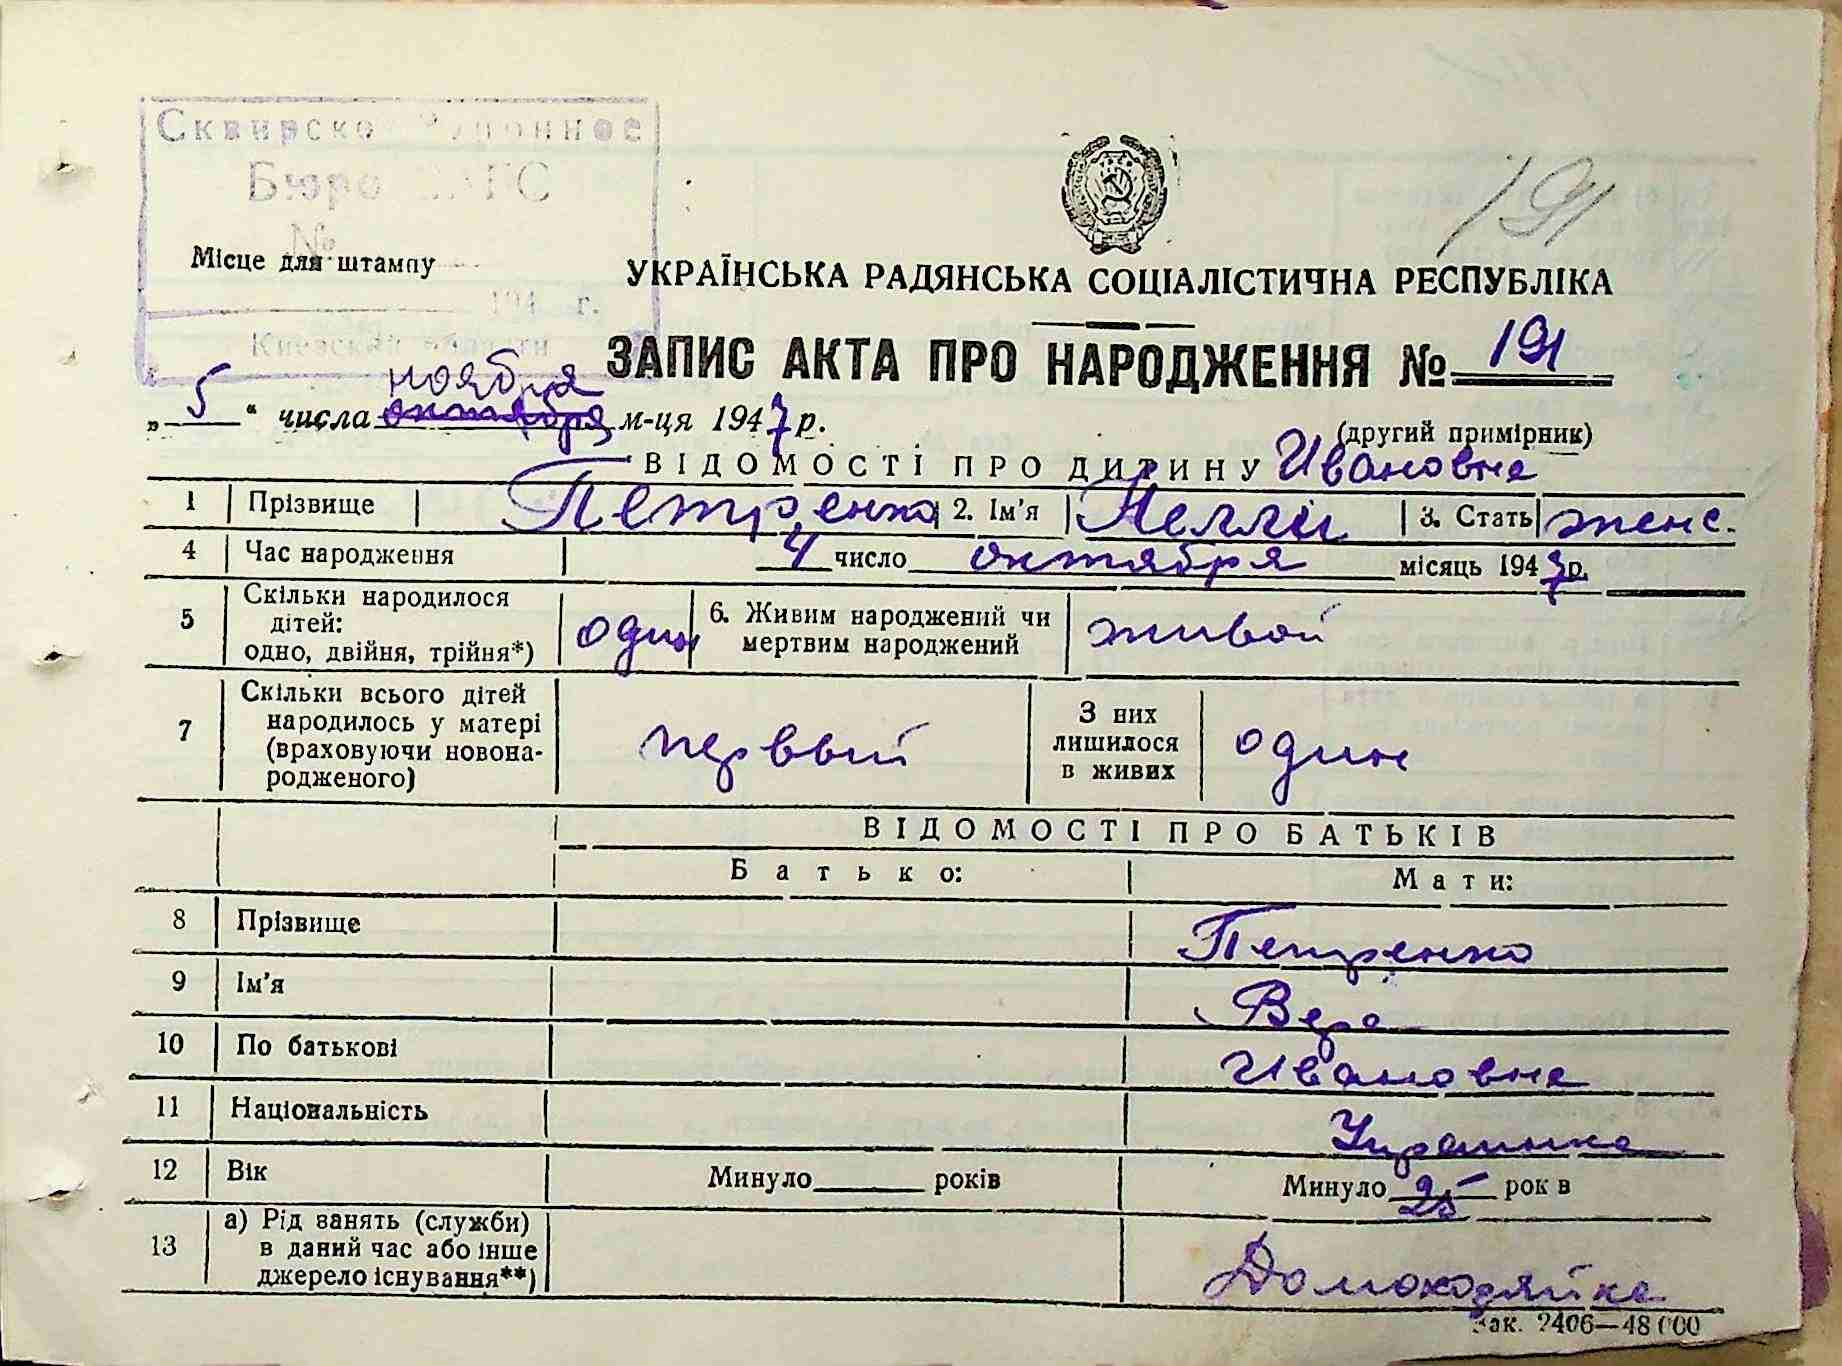 191
Сквирско Районное
Бюро ЗАГС
№
Місце для штампу
194 г.
Киевской области
УКРАЇНСЬКА РАДЯНСЬКА СОЦІАЛІСТИЧНА РЕСПУБЛІКА
ЗАПИС АКТА ПРО НАРОДЖЕННЯ № 191
ноября
„5“ числа октября м-ця 1947 р.
(другий примірник)
ВІДОМОСТІ ПРО ДИТИНУ Ивановна
1 Прізвище Петренко 2. Ім'я Нелли 3. Стать женс.
4 Час народження 4 число октября місяць 1947 р.
5 Скільки народилося дітей: одно, двійня, трійня*) один 6. Живим народжений чи мертвим народжений живой
7 Скільки всього дітей народилось у матері (враховуючи новонародженого) первый З них лишилося в живих один
ВІДОМОСТІ ПРО БАТЬКІВ
Батько: Мати:
8 Прізвище Петренко
9 Ім'я Вера
10 По батькові Ивановна
11 Національність Украинка
12 Вік Минуло років Минуло 25 рок в
13 а) Рід занять (служби) в даний час або інше джерело існування**) Домохозяйка
Зак. 2406—48 000